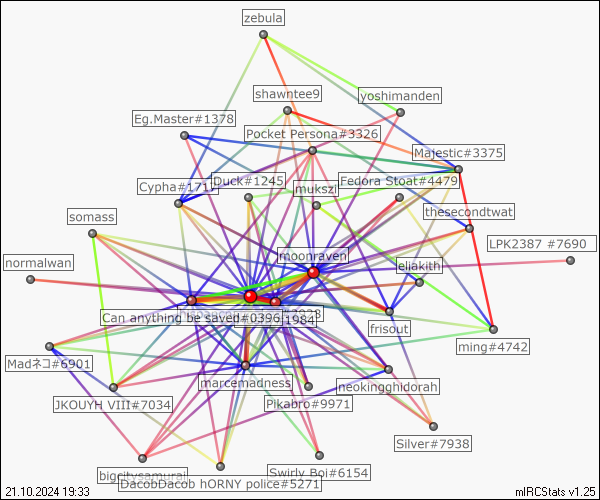 zebula
shawntee9
yoshimanden
Eg.Master#1378
Pocket Persona#3326
Majestic#3375
Cypha#171
Duck#1245
mukszi
Fedora Stoat#4479
somass
thesecondtwat
LPK2387 #7690
moonraven
normalwan
eliakith
Can anything be saved#0396
1984
frisout
ming#4742
Madネコ#6901
marcemadness
neokingghidorah
JKOUYH VIII#7034
Pikabro#9971
Silver#7938
bigcitysamurai
Swirly Boi#6154
DacobDacob hORNY police#5271
21.10.2024 19:33
mIRCStats v1.25